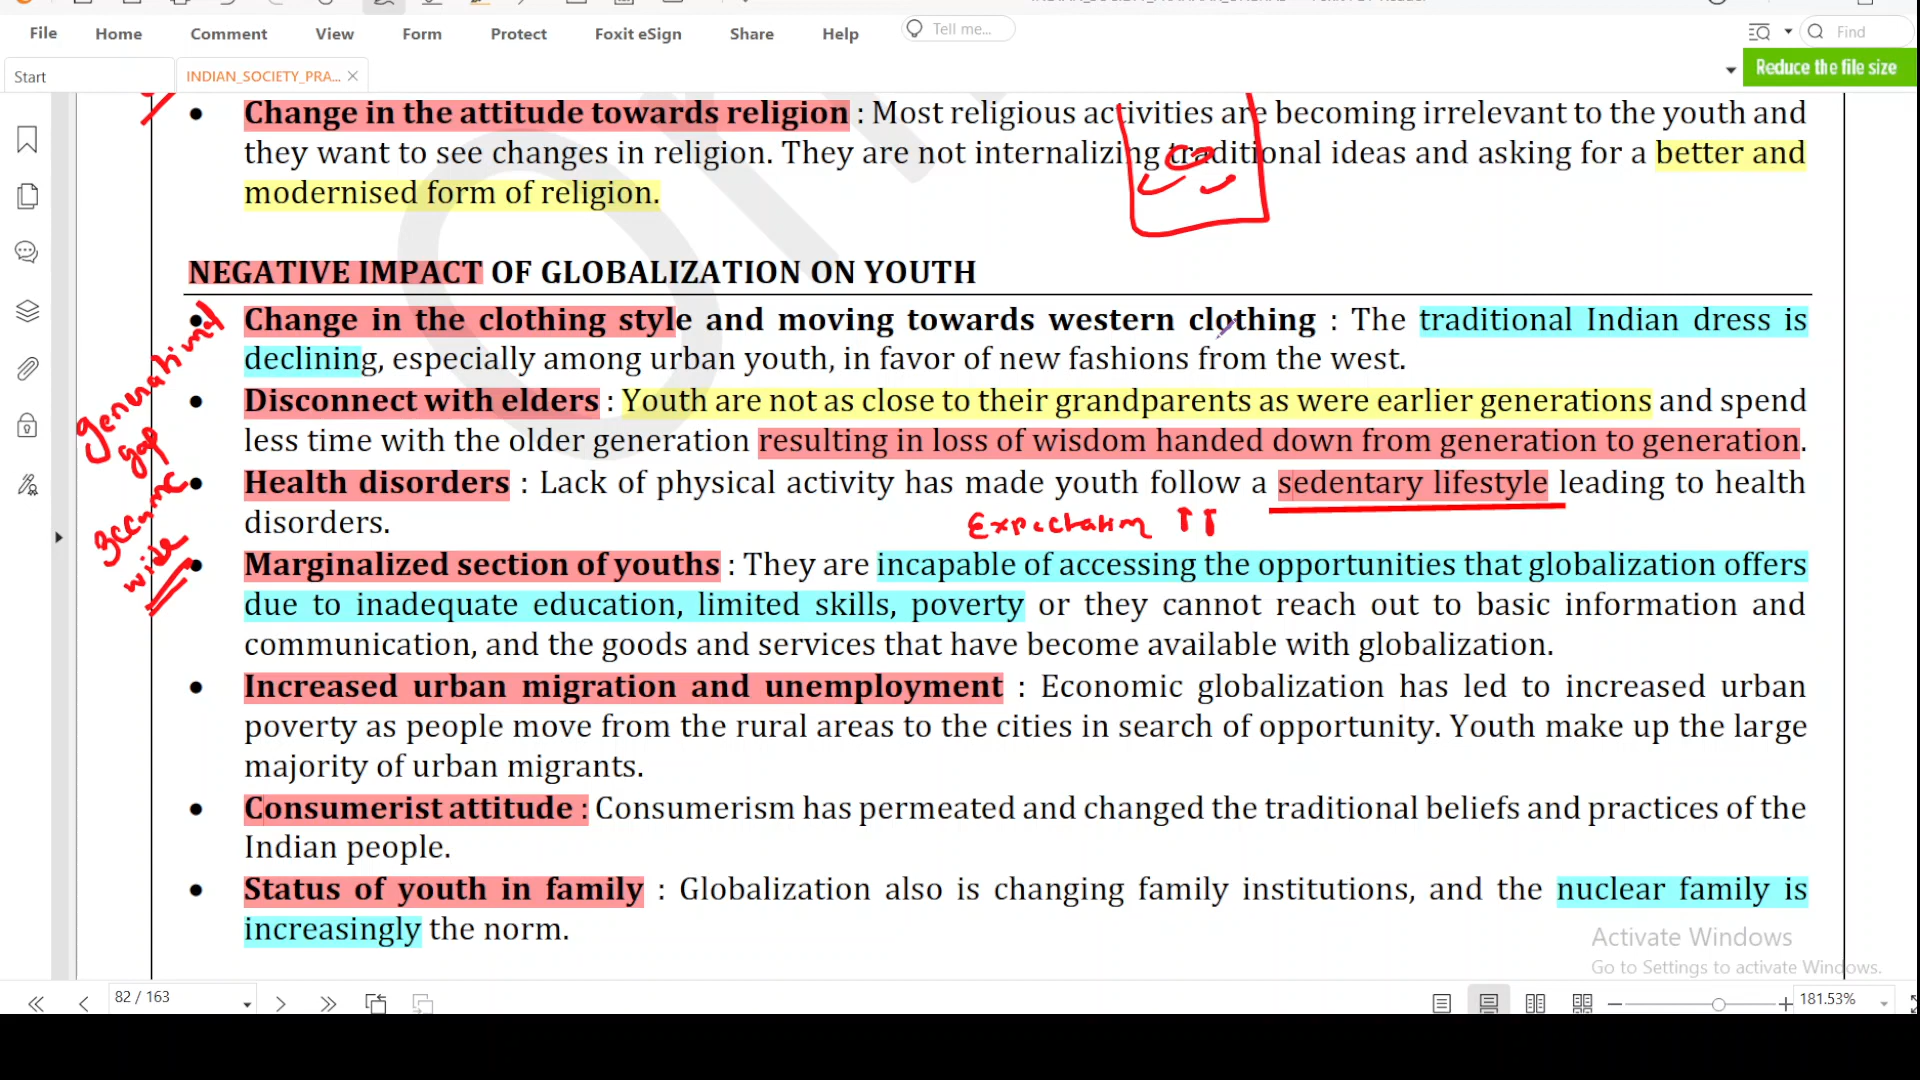 File Home Comment View Form Protect Foxit eSign Share Help Tell me... Find
Start INDIAN_SOCIETY_PRA... Reduce the file size
• Change in the attitude towards religion : Most religious activities are becoming irrelevant to the youth and
they want to see changes in religion. They are not internalizing traditional ideas and asking for a better and
modernised form of religion.
NEGATIVE IMPACT OF GLOBALIZATION ON YOUTH
• Change in the clothing style and moving towards western clothing : The traditional Indian dress is
declining, especially among urban youth, in favor of new fashions from the west.
• Disconnect with elders : Youth are not as close to their grandparents as were earlier generations and spend
less time with the older generation resulting in loss of wisdom handed down from generation to generation.
• Health disorders : Lack of physical activity has made youth follow a sedentary lifestyle leading to health
disorders.
Expectation ↑↑
• Marginalized section of youths : They are incapable of accessing the opportunities that globalization offers
due to inadequate education, limited skills, poverty or they cannot reach out to basic information and
communication, and the goods and services that have become available with globalization.
• Increased urban migration and unemployment : Economic globalization has led to increased urban
poverty as people move from the rural areas to the cities in search of opportunity. Youth make up the large
majority of urban migrants.
• Consumerist attitude : Consumerism has permeated and changed the traditional beliefs and practices of the
Indian people.
• Status of youth in family : Globalization also is changing family institutions, and the nuclear family is
increasingly the norm.
gap
wide
Activate Windows
Go to Settings to activate Windows.
82 / 163 181.53%